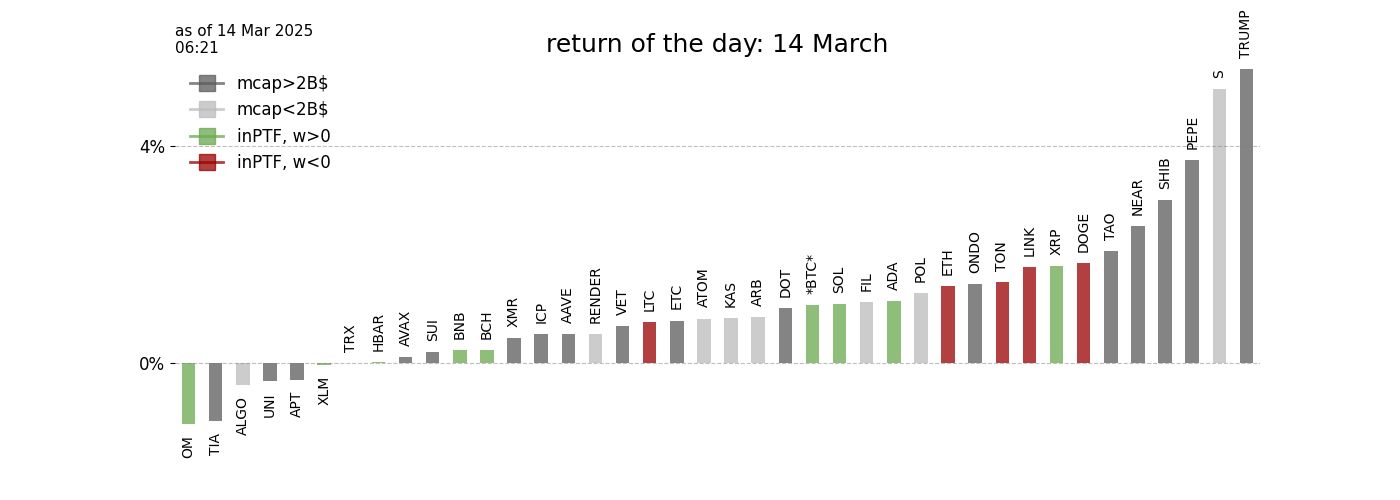 as of 14 Mar 2025
06:21
return of the day: 14 March
mcap>2B$
mcap<2B$
inPTF, w>0
inPTF, w<0
4%
0%
OM
TIA
ALGO
UNI
APT
XLM
TRX
HBAR
AVAX
SUI
BNB
BCH
XMR
ICP
AAVE
RENDER
VET
LTC
ETC
ATOM
KAS
ARB
DOT
*BTC*
SOL
FIL
ADA
POL
ETH
ONDO
TON
LINK
XRP
DOGE
TAO
NEAR
SHIB
PEPE
S
TRUMP